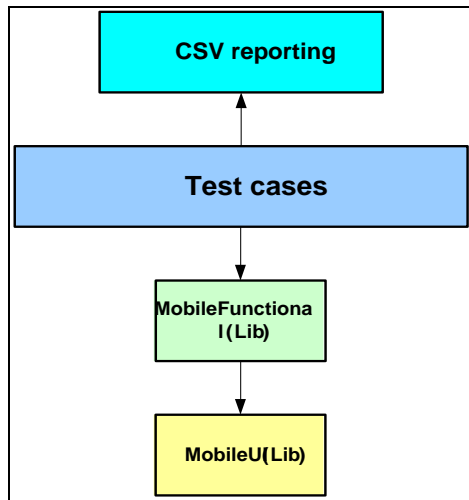 CSV reporting
Test cases
MobileFunctiona
l(Lib)
MobileU(Lib)